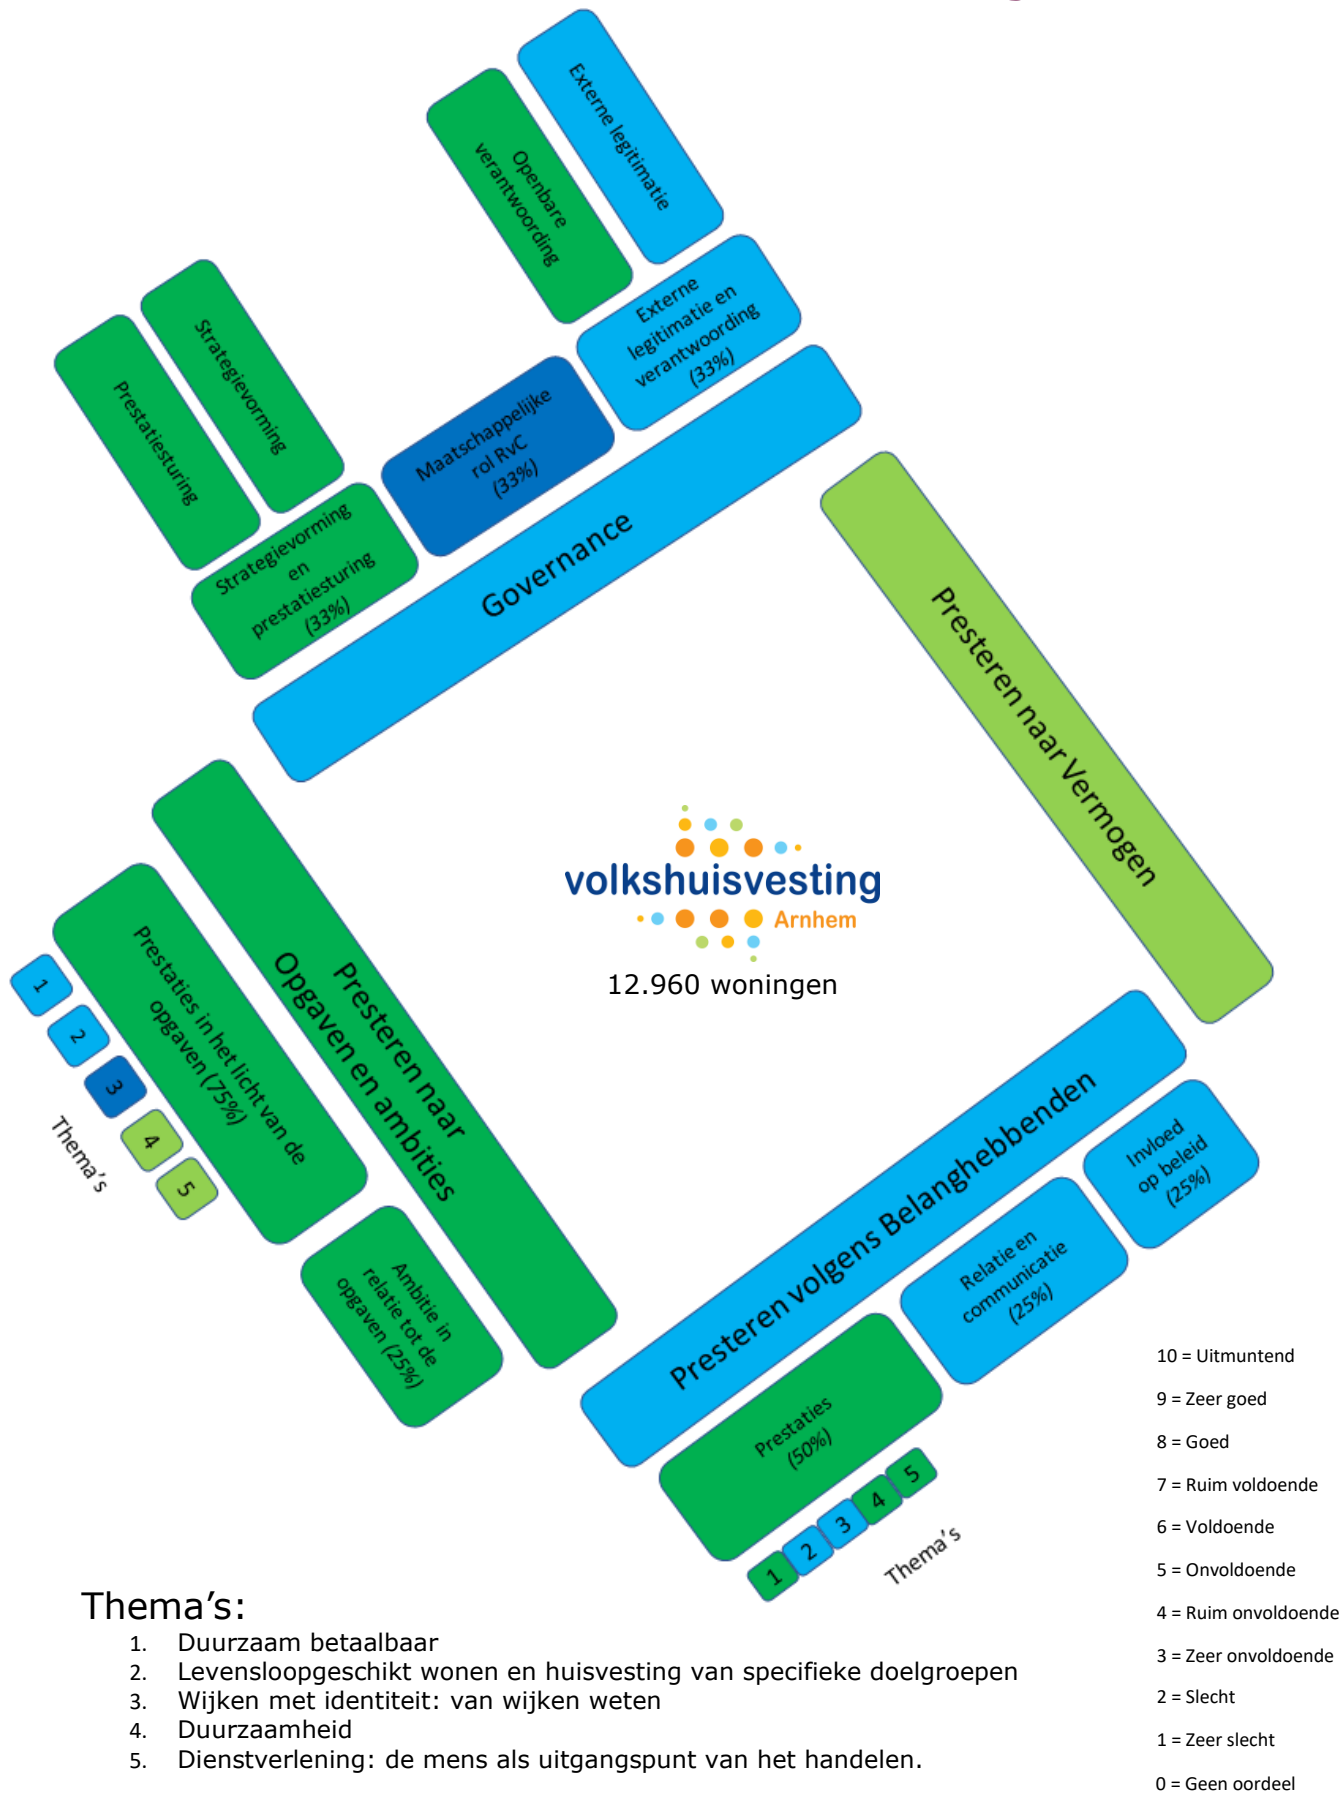 Externe legitimatie
Openbare
verantwoording
Externe
legitimatie en
verantwoording
(33%)
Strategievorming
Prestatiesturing
Maatschappelijke
rol RvC
(33%)
Strategievorming
en
prestatiesturing
(33%)
Governance
Presteren naar Vermogen
volkshuisvesting
Arnhem
12.960 woningen
Presteren naar
Opgaven en ambities
Prestaties in het licht van de
opgaven (75%)
1
2
3
4
5
Thema's
Ambitie in
relatie tot de
opgaven (25%)
Presteren volgens Belanghebbenden
Invloed
op beleid
(25%)
Relatie en
communicatie
(25%)
Prestaties
(50%)
1
2
3
4
5
Thema's
10 = Uitmuntend
9 = Zeer goed
8 = Goed
7 = Ruim voldoende
6 = Voldoende
5 = Onvoldoende
4 = Ruim onvoldoende
3 = Zeer onvoldoende
2 = Slecht
1 = Zeer slecht
0 = Geen oordeel
Thema's:
1. Duurzaam betaalbaar
2. Levensloopgeschikt wonen en huisvesting van specifieke doelgroepen
3. Wijken met identiteit: van wijken weten
4. Duurzaamheid
5. Dienstverlening: de mens als uitgangspunt van het handelen.